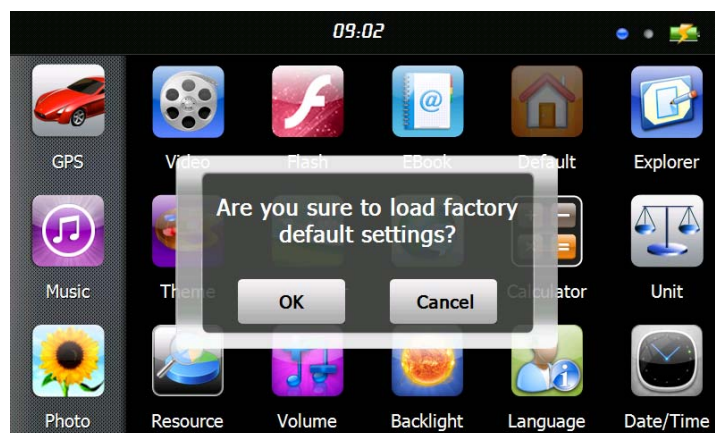 09:02
GPS
Video
Flash
EBook
Default
Explorer
Are you sure to load factory
default settings?
OK
Cancel
Music
Theme
Calculator
Unit
Photo
Resource
Volume
Backlight
Language
Date/Time